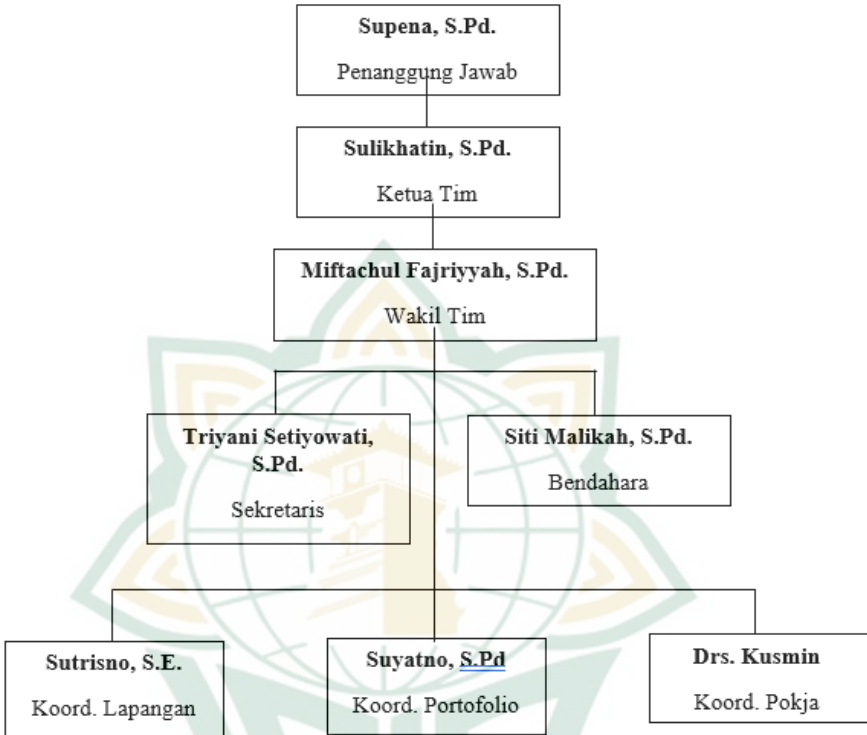 Supena, S.Pd.
Penanggung Jawab
Sulikhatin, S.Pd.
Ketua Tim
Miftachul Fajriyyah, S.Pd.
Wakil Tim
Triyani Setiyowati,
S.Pd.
Sekretaris
Siti Malikah, S.Pd.
Bendahara
Sutrisno, S.E.
Koord. Lapangan
Suyatno, S.Pd
Koord. Portofolio
Drs. Kusmin
Koord. Pokja